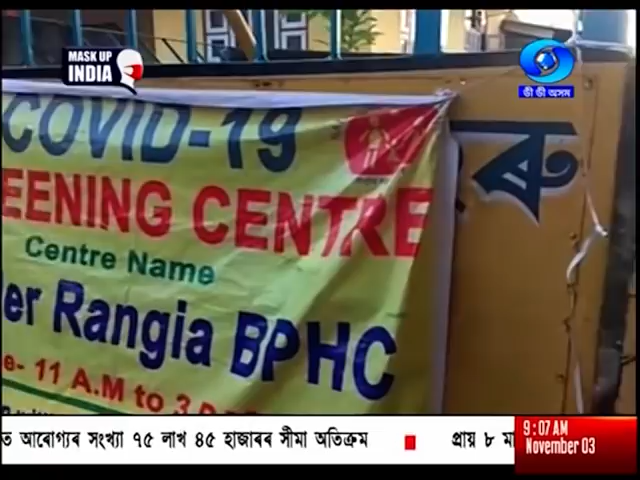 MASK UP
INDIA
ডী ডী অসম
COVID-19
EENING CENTRE
ৰু
Centre Name
er Rangia BPHC
e- 11 A.M to 3
ত আৰোগ্যৰ সংখ্যা ৭৫ লাখ ৪৫ হাজাৰৰ সীমা অতিক্ৰম
প্ৰায় ৮ মা
9:07 AM
November 03